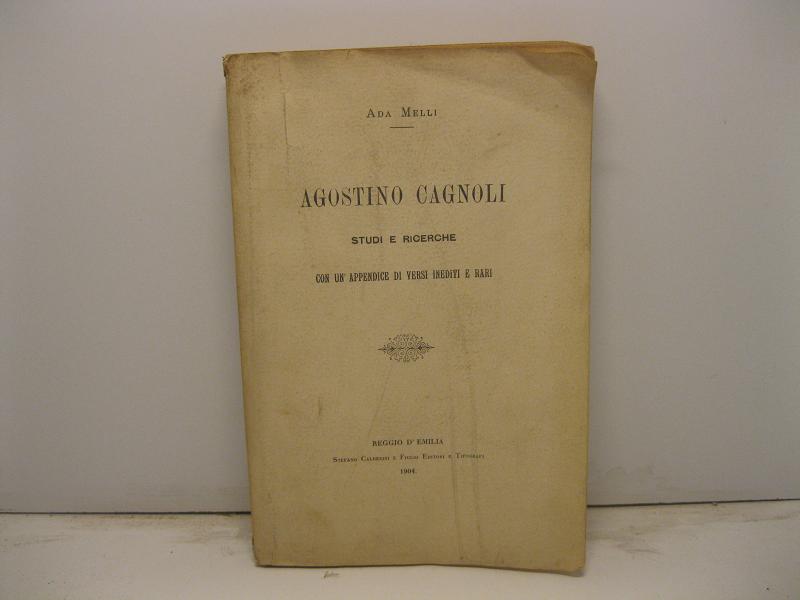 ADA MELLI
AGOSTINO CAGNOLI
STUDI E RICERCHE
CON UN' APPENDICE DI VERSI INEDITI E RARI
REGGIO D' EMILIA
STEFANO CALDERINI E FIGLIO EDITORI E TIPOGRAFI
1904.